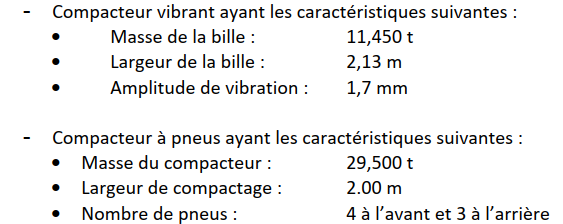 - Compacteur vibrant ayant les caractéristiques suivantes :
• Masse de la bille : 11,450 t
• Largeur de la bille : 2,13 m
• Amplitude de vibration : 1,7 mm
- Compacteur à pneus ayant les caractéristiques suivantes :
• Masse du compacteur : 29,500 t
• Largeur de compactage : 2.00 m
• Nombre de pneus : 4 à l’avant et 3 à l’arrière